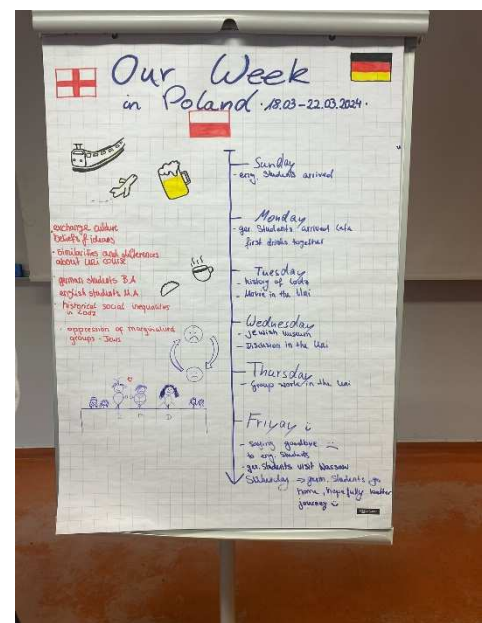 Our Week
in Poland · 18.03 – 22.03.2024 ·
Sunday
- eng. students arrived
Monday
- ger. Students arrived late
first drinks together
Tuesday
- history of Lodz
- Movie in the Uni
Wednesday
- Jewish museum
- Discussion in the Uni
Thursday
- Group work in the Uni
Friyay
- saying goodbye
to eng students
- ger. students visit Warsaw
Saturday → germ. Students go
home, hopefully better
journey
- exchange culture
beliefs & ideas
- similarities and differences
about uni course
- german students B.A
english students M.A
- historical social inequalities
in Lodz
- oppression of marginalised
groups - Jews